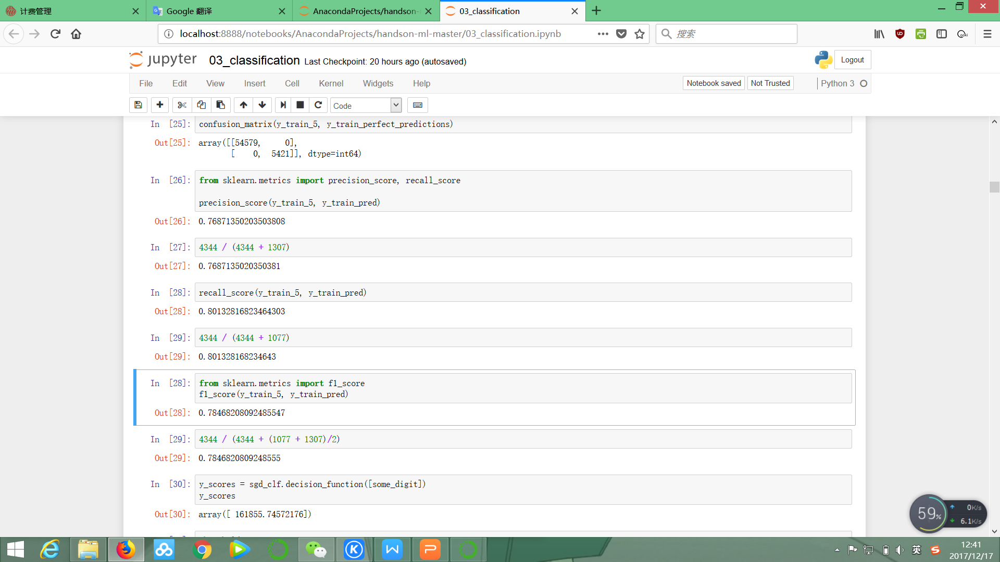 计费管理
Google 翻译
AnacondaProjects/handson-
03_classification
localhost:8888/notebooks/AnacondaProjects/handson-ml-master/03_classification.ipynb
搜索
jupyter
03_classification
Last Checkpoint: 20 hours ago (autosaved)
Logout
File Edit View Insert Cell Kernel Widgets Help
Notebook saved
Not Trusted
Python 3
Code
In [25]: confusion_matrix(y_train_5, y_train_perfect_predictions)
Out[25]: array([[54579, 0],
[ 0, 5421]], dtype=int64)
In [26]: from sklearn.metrics import precision_score, recall_score
precision_score(y_train_5, y_train_pred)
Out[26]: 0.76871350203503808
In [27]: 4344 / (4344 + 1307)
Out[27]: 0.7687135020350381
In [28]: recall_score(y_train_5, y_train_pred)
Out[28]: 0.80132816823464303
In [29]: 4344 / (4344 + 1077)
Out[29]: 0.801328168234643
In [28]: from sklearn.metrics import f1_score
f1_score(y_train_5, y_train_pred)
Out[28]: 0.78468208092485547
In [29]: 4344 / (4344 + (1077 + 1307)/2)
Out[29]: 0.7846820809248555
In [30]: y_scores = sgd_clf.decision_function([some_digit])
y_scores
Out[30]: array([ 161855.74572176])
59%
0K/s
6.1K/s
英
12:41
2017/12/17